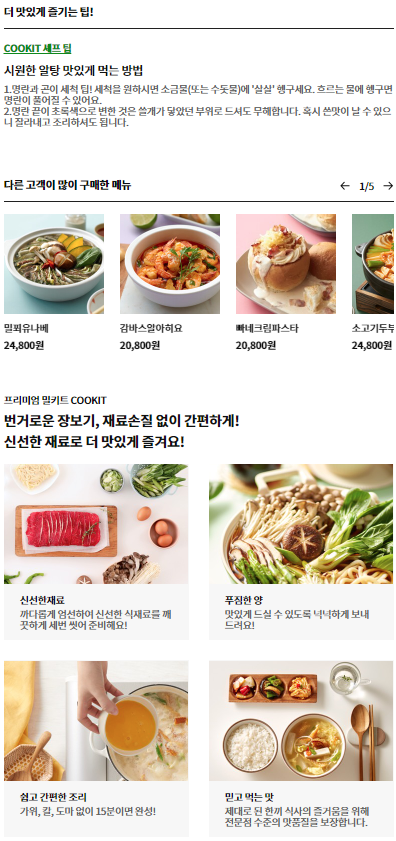 더 맛있게 즐기는 팁!
COOKIT 셰프 팁
시원한 알탕 맛있게 먹는 방법
1.명란과 곤이 세척 팁! 세척을 원하시면 소금물(또는 수돗물)에 '살살' 헹구세요. 흐르는 물에 헹구면
명란이 풀어질 수 있어요.
2.명란 끝이 초록색으로 변한 것은 쓸개가 닿았던 부위로 드셔도 무해합니다. 혹시 쓴맛이 날 수 있으
니 잘라내고 조리하셔도 됩니다.
다른 고객이 많이 구매한 메뉴
← 1/5 →
밀푀유나베
감바스알아히요
빠네크림파스타
소고기두부
24,800원
20,800원
20,800원
24,800원
프리미엄 밀키트 COOKIT
번거로운 장보기, 재료손질 없이 간편하게!
신선한 재료로 더 맛있게 즐겨요!
신선한재료
까다롭게 엄선하여 신선한 식재료를 깨
끗하게 세번 씻어 준비해요!
푸짐한 양
맛있게 드실 수 있도록 넉넉하게 보내
드려요!
쉽고 간편한 조리
가위, 칼, 도마 없이 15분이면 완성!
믿고 먹는 맛
제대로 된 한끼 식사의 즐거움을 위해
전문점 수준의 맛품질을 보장합니다.